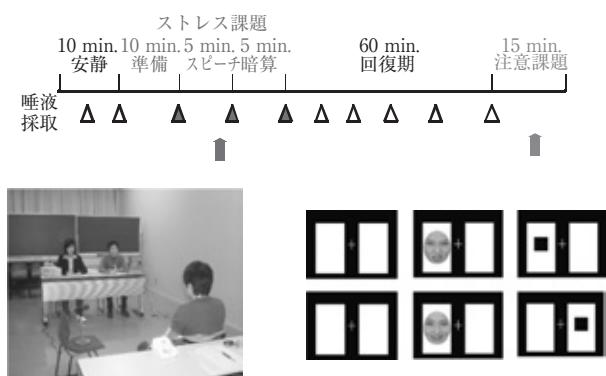 ストレス課題
10 min. 10 min. 5 min. 5 min. 60 min. 15 min.
安静 準備 スピーチ 暗算 回復期 注意課題
唾液
採取